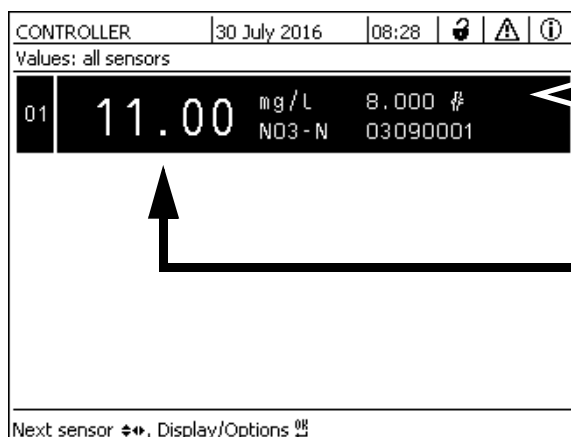 CONTROLLER 30 July 2016 08:28
Values: all sensors
01 11.00 mg/l 8.000
NO3-N 03090001
Next sensor, Display/Options OK